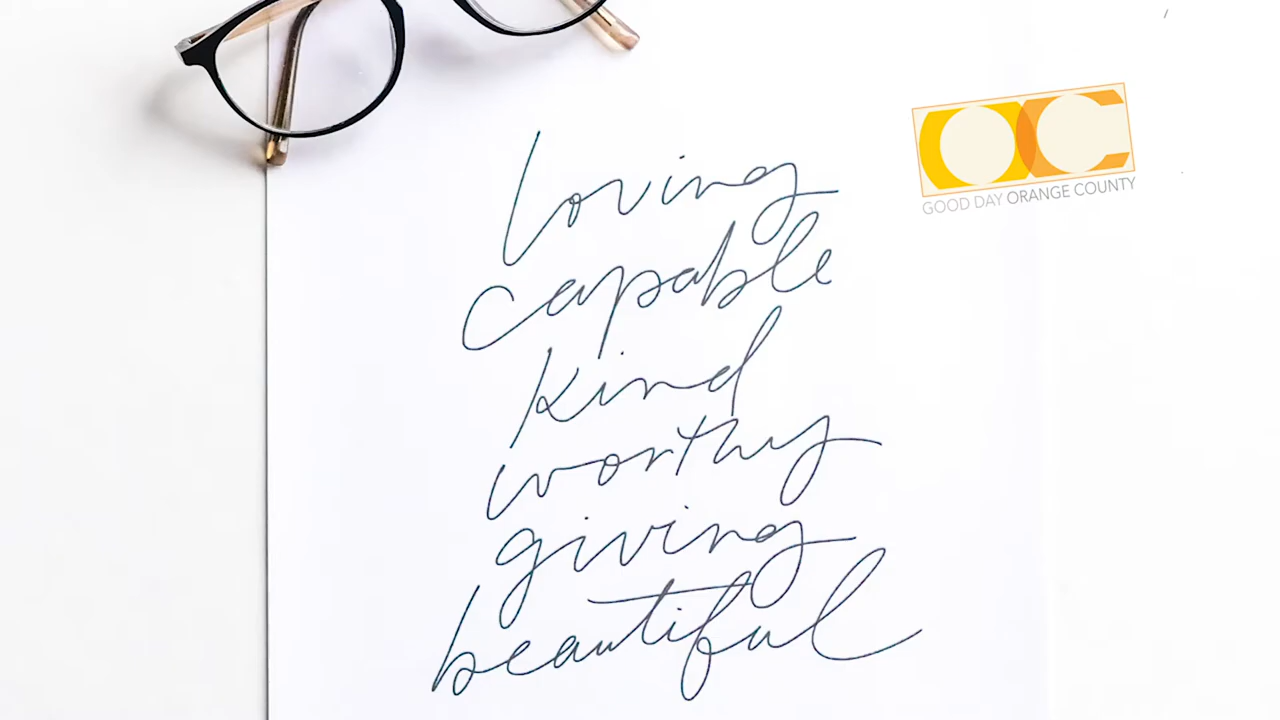 OC
GOOD DAY ORANGE COUNTY
Loving
capable
kind
worthy
giving
beautiful